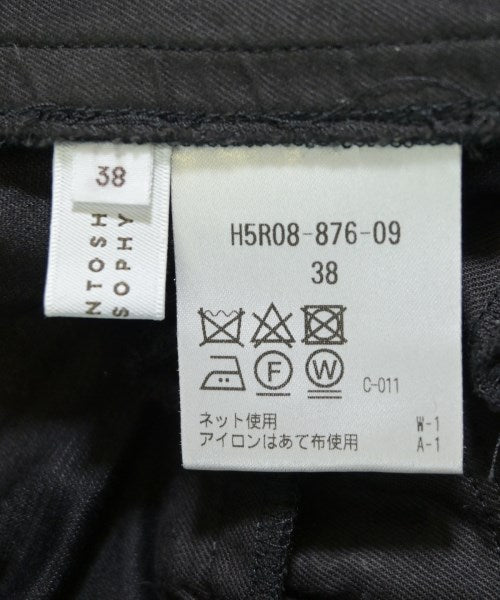 38
NTOSH
SOPHY
H5R08-876-09
38
F W C-011
ネット使用 W-1
アイロンはあて布使用 A-1